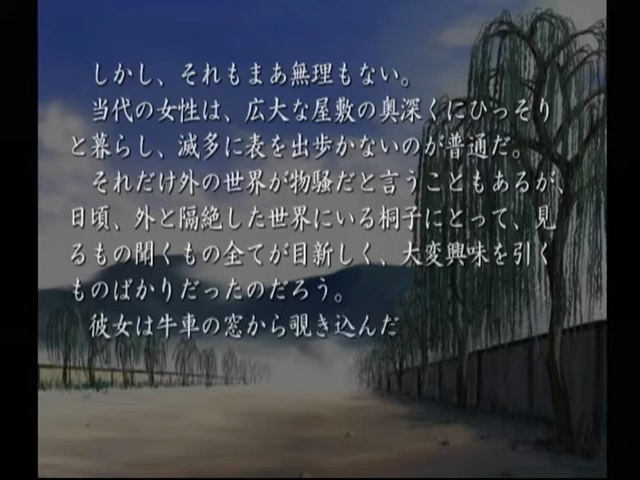 しかし、それもまあ無理もない。
当代の女性は、広大な屋敷の奥深くにひっそり
と暮らし、滅多に表を出歩かないのが普通だ。
それだけ外の世界が物騒だと言うこともあるが、
日頃、外と隔絶した世界にいる桐子にとって、見
るもの聞くもの全てが目新しく、大変興味を引く
ものばかりだったのだろう。
彼女は牛車の窓から覗き込んだ